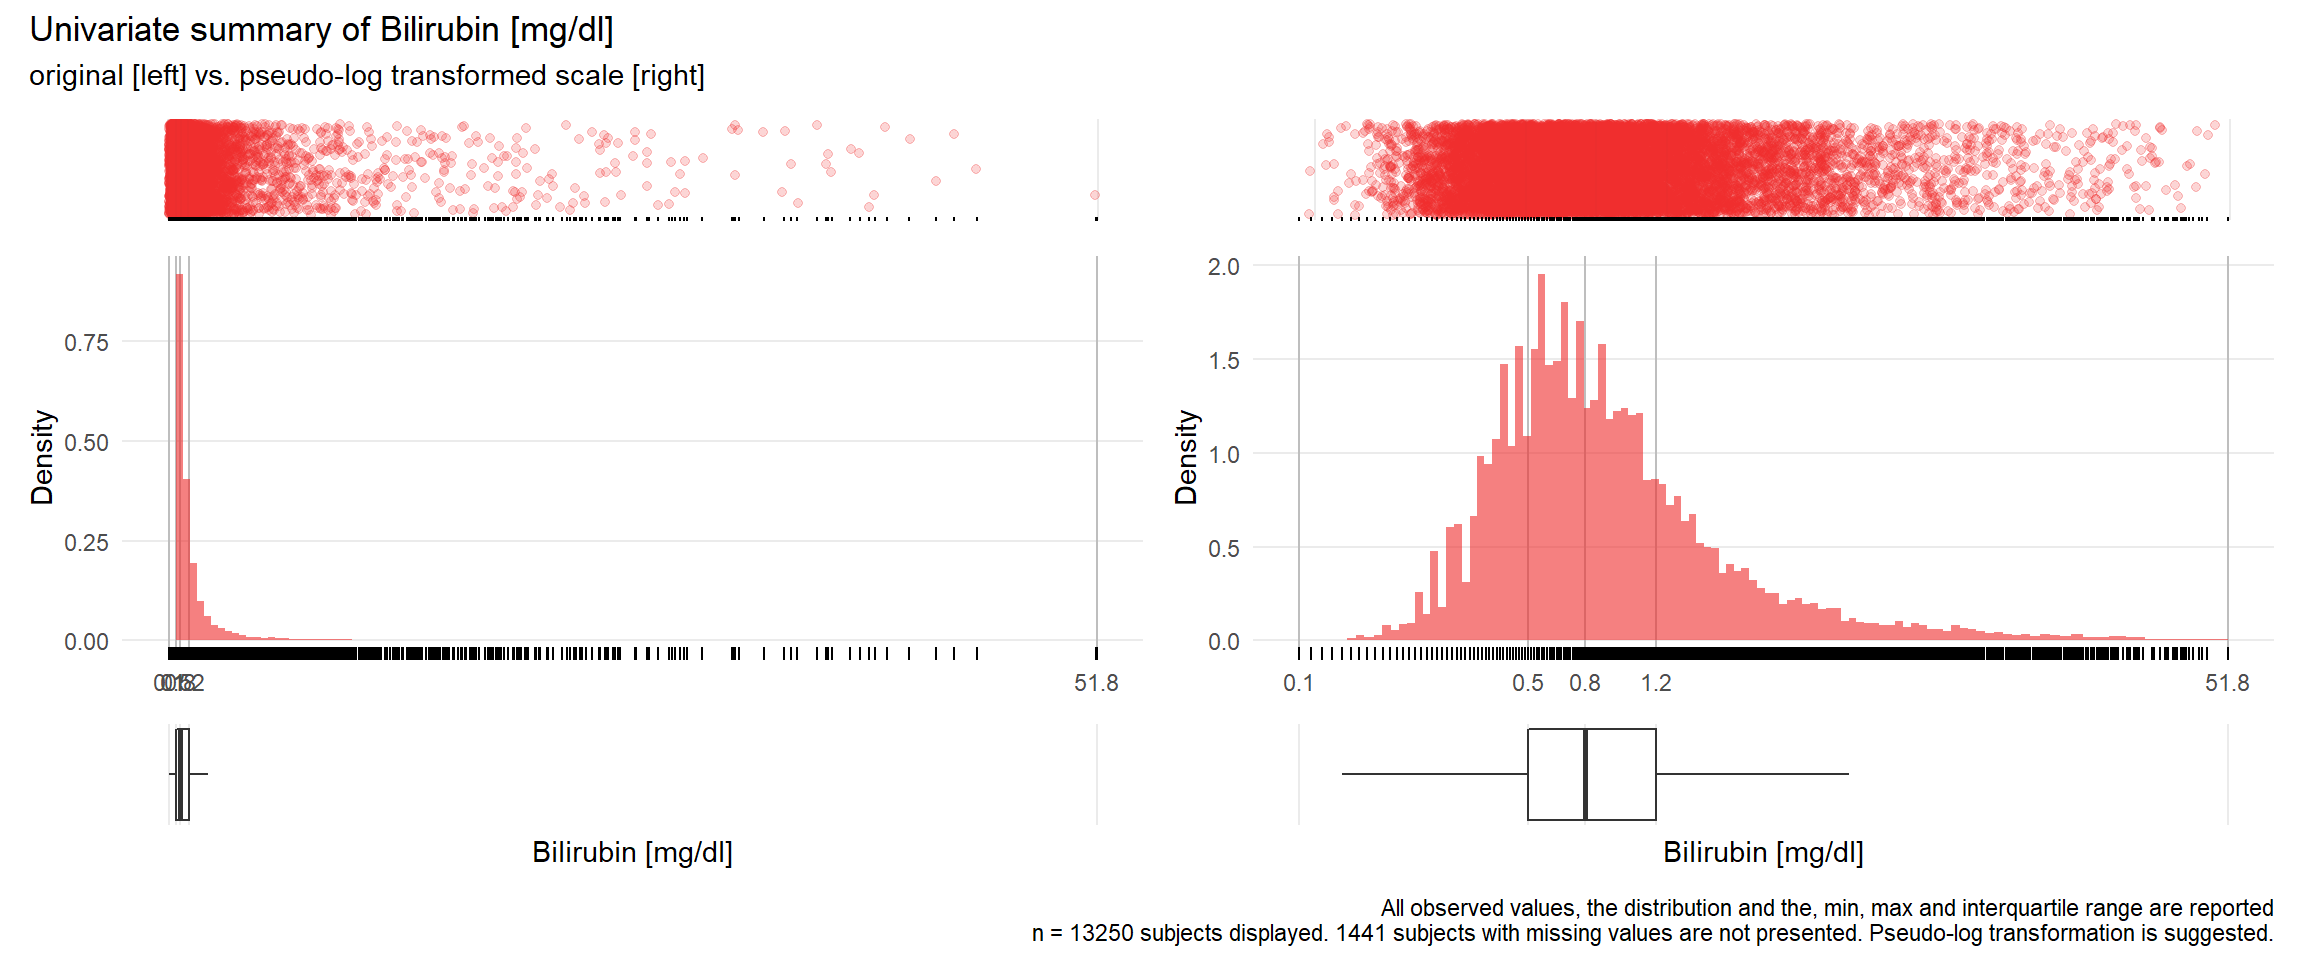 Univariate summary of Bilirubin [mg/dl]
original [left] vs. pseudo-log transformed scale [right]
Density
0.75
0.50
0.25
0.00
51.8
Bilirubin [mg/dl]
Density
2.0
1.5
1.0
0.5
0.0
0.1 0.5 0.8 1.2 51.8
Bilirubin [mg/dl]
All observed values, the distribution and the, min, max and interquartile range are reported
n = 13250 subjects displayed. 1441 subjects with missing values are not presented. Pseudo-log transformation is suggested.